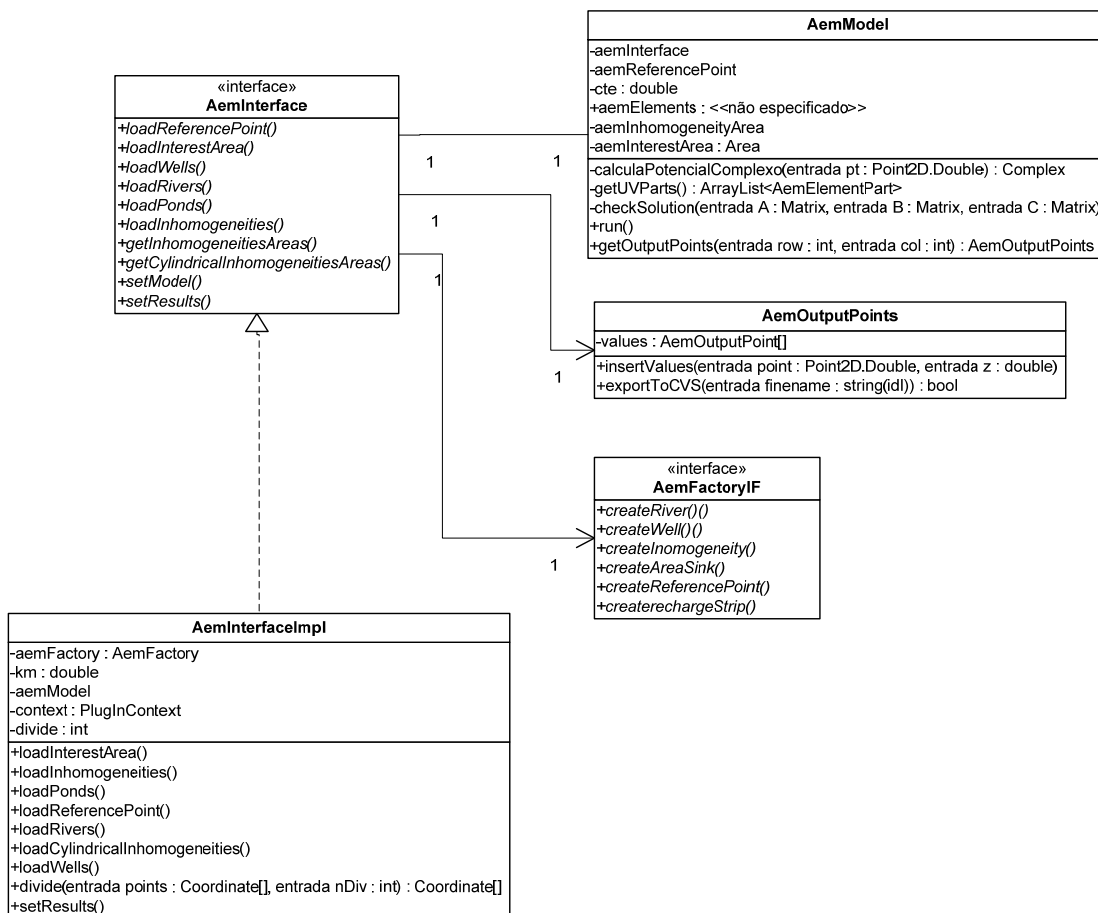 AemModel
-aemInterface
-aemReferencePoint
-cte : double
+aemElements : <<não especificado>>
-aemInhomogeneityArea
-aemInterestArea : Area
-calculaPotencialComplexo(entrada pt : Point2D.Double) : Complex
-getUVParts() : ArrayList<AemElementPart>
-checkSolution(entrada A : Matrix, entrada B : Matrix, entrada C : Matrix)
+run()
+getOutputPoints(entrada row : int, entrada col : int) : AemOutputPoints
«interface»
AemInterface
+loadReferencePoint()
+loadInterestArea()
+loadWells()
+loadRivers()
+loadPonds()
+loadInhomogeneities()
+getInhomogeneitiesAreas()
+getCylindricalInhomogeneitiesAreas()
+setModel()
+setResults()
1
1
1
1
1
1
AemOutputPoints
-values : AemOutputPoint[]
+insertValues(entrada point : Point2D.Double, entrada z : double)
+exportToCVS(entrada finename : string(idl)) : bool
«interface»
AemFactoryIF
+createRiver()()
+createWell()()
+createInomogeneity()
+createAreaSink()
+createReferencePoint()
+createrechargeStrip()
AemInterfaceImpl
-aemFactory : AemFactory
-km : double
-aemModel
-context : PlugInContext
-divide : int
+loadInterestArea()
+loadInhomogeneities()
+loadPonds()
+loadReferencePoint()
+loadRivers()
+loadCylindricalInhomogeneities()
+loadWells()
+divide(entrada points : Coordinate[], entrada nDiv : int) : Coordinate[]
+setResults()